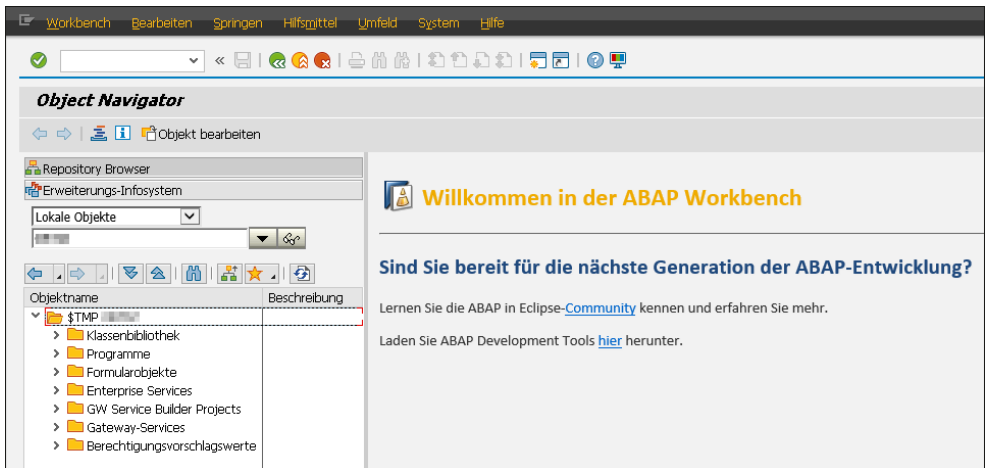 Workbench Bearbeiten Springen Hilfsmittel Umfeld System Hilfe
Object Navigator
Objekt bearbeiten
Repository Browser
Erweiterungs-Infosystem
Lokale Objekte
Objektname Beschreibung
$TMP
Klassenbibliothek
Programme
Formularobjekte
Enterprise Services
GW Service Builder Projects
Gateway-Services
Berechtigungsvorschlagswerte
Willkommen in der ABAP Workbench
Sind Sie bereit für die nächste Generation der ABAP-Entwicklung?
Lernen Sie die ABAP in Eclipse-Community kennen und erfahren Sie mehr.
Laden Sie ABAP Development Tools hier herunter.